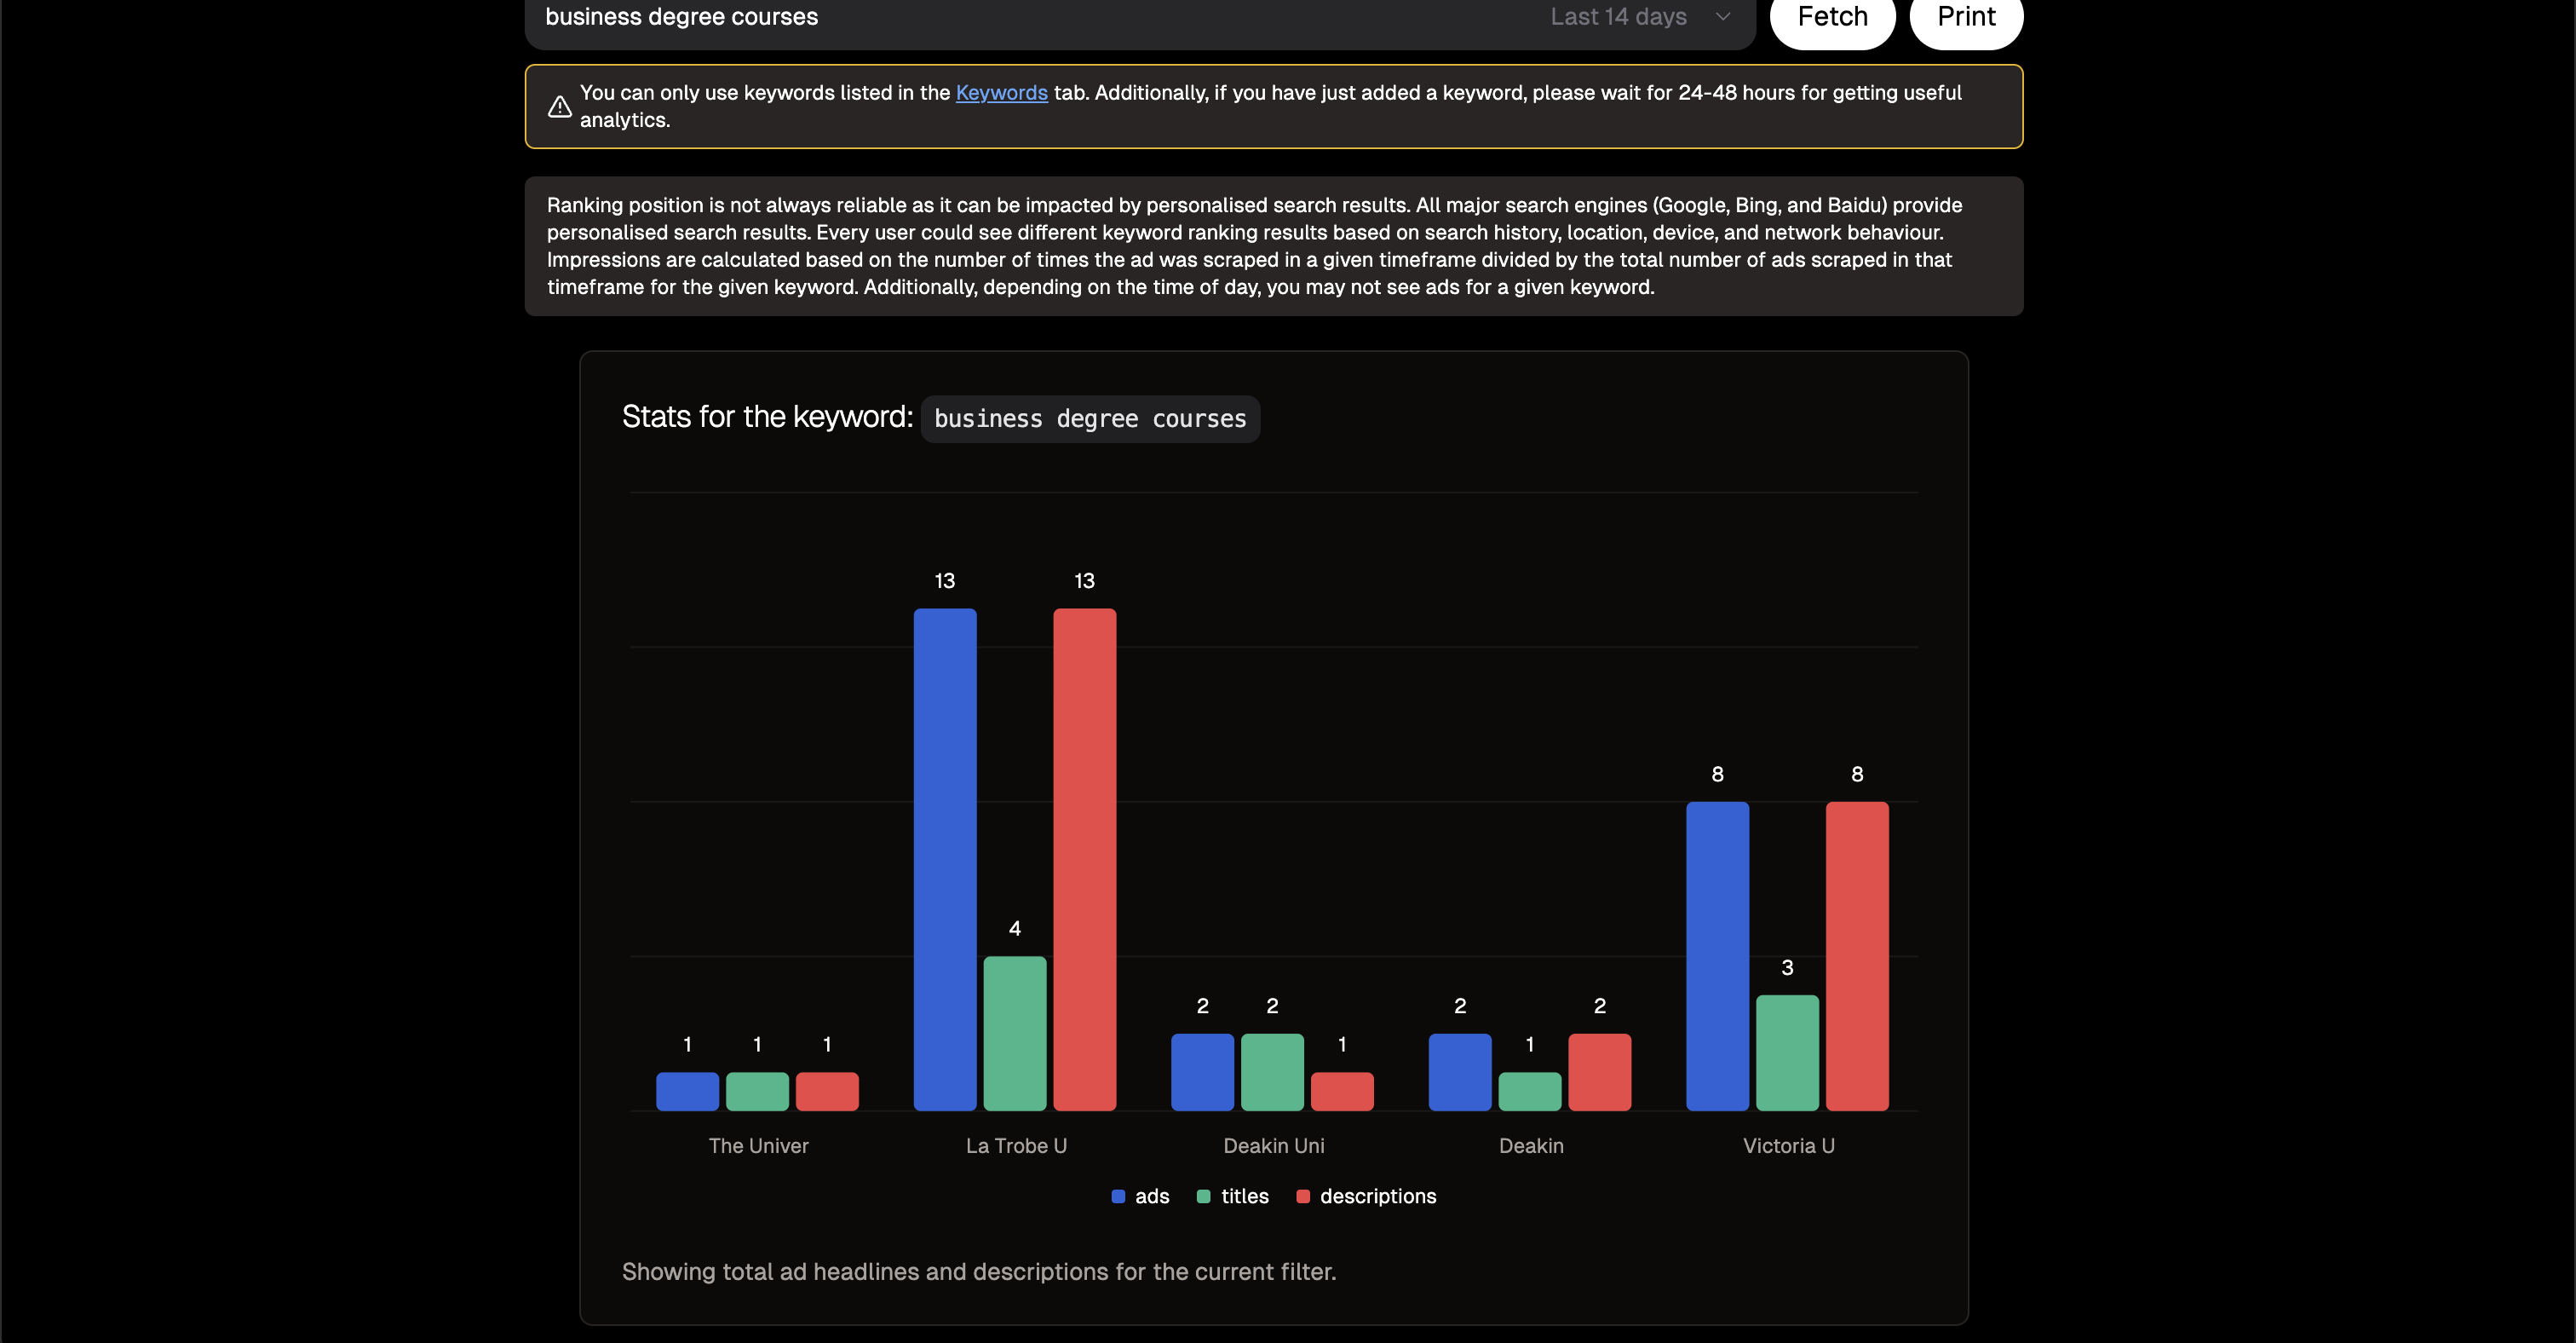 business degree courses
Last 14 days
Fetch
Print
You can only use keywords listed in the Keywords tab. Additionally, if you have just added a keyword, please wait for 24-48 hours for getting useful
analytics.
Ranking position is not always reliable as it can be impacted by personalised search results. All major search engines (Google, Bing, and Baidu) provide
personalised search results. Every user could see different keyword ranking results based on search history, location, device, and network behaviour.
Impressions are calculated based on the number of times the ad was scraped in a given timeframe divided by the total number of ads scraped in that
timeframe for the given keyword. Additionally, depending on the time of day, you may not see ads for a given keyword.
Stats for the keyword: business degree courses
13 13
8 8
4
3
2 2 2 2
1 1 1 1 1
The Univer La Trobe U Deakin Uni Deakin Victoria U
ads titles descriptions
Showing total ad headlines and descriptions for the current filter.